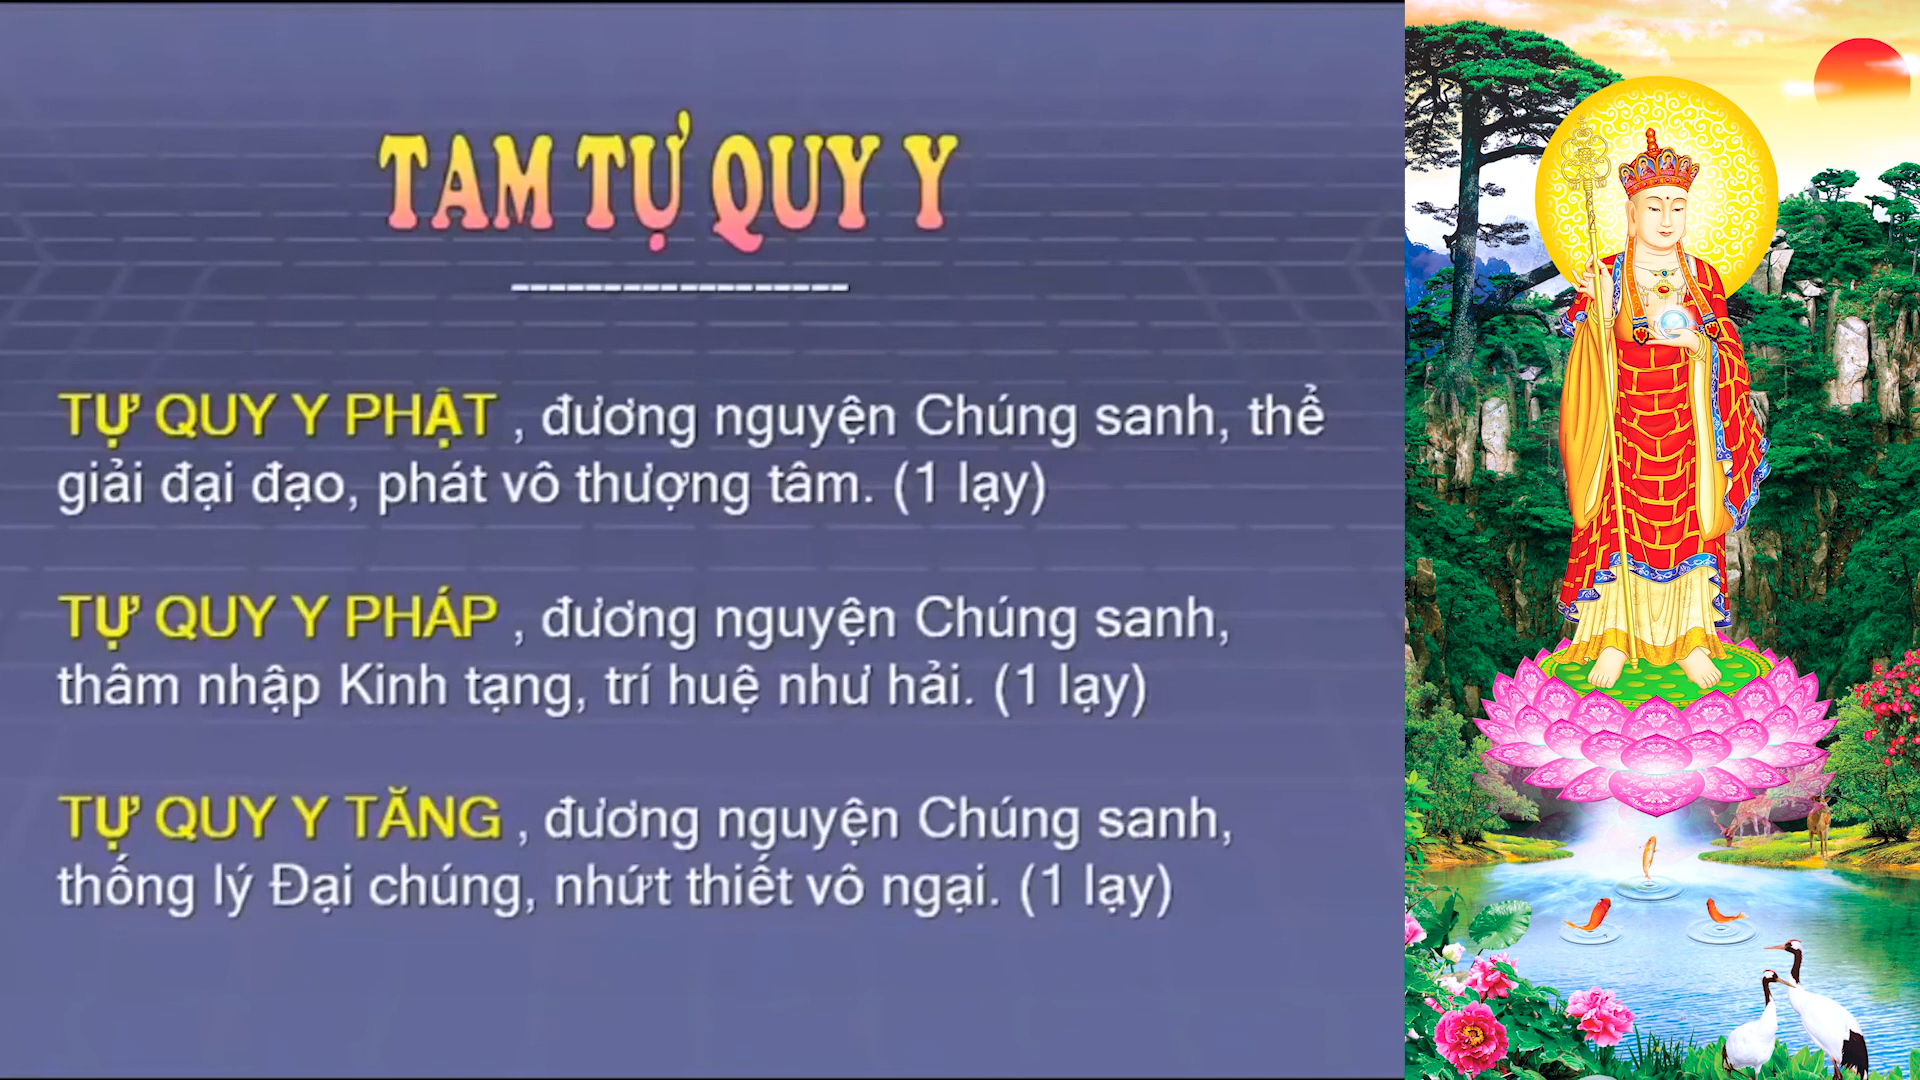 TAM TỰ QUY Y
------------------
TỰ QUY Y PHẬT , đương nguyện Chúng sanh, thể
giải đại đạo, phát vô thượng tâm. (1 lạy)
TỰ QUY Y PHÁP , đương nguyện Chúng sanh,
thâm nhập Kinh tạng, trí huệ như hải. (1 lạy)
TỰ QUY Y TĂNG , đương nguyện Chúng sanh,
thống lý Đại chúng, nhứt thiết vô ngại. (1 lạy)